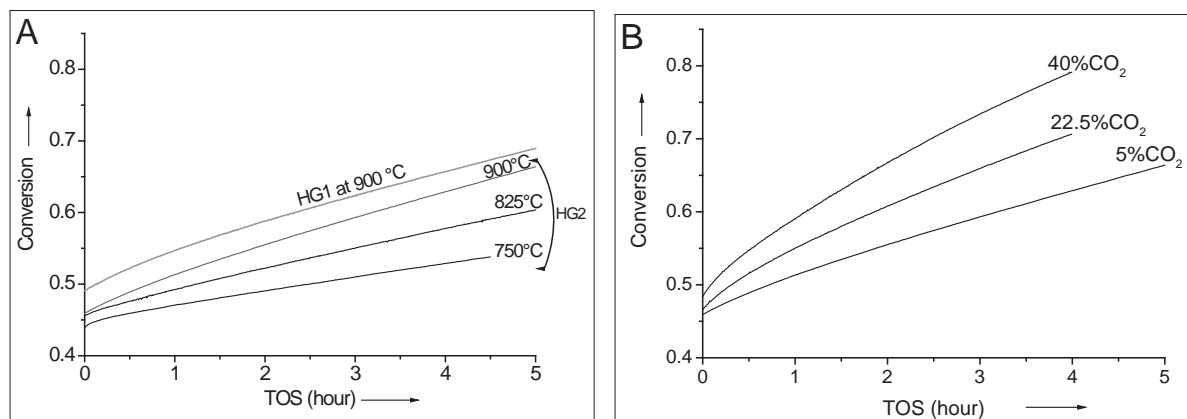 A
0.8
0.7
0.6
0.5
0.4
Conversion
HG1 at 900 °C
900°C
825°C
750°C
HG2
0 1 2 3 4 5
TOS (hour)
B
0.8
0.7
0.6
0.5
0.4
Conversion
40%CO₂
22.5%CO₂
5%CO₂
0 1 2 3 4 5
TOS (hour)